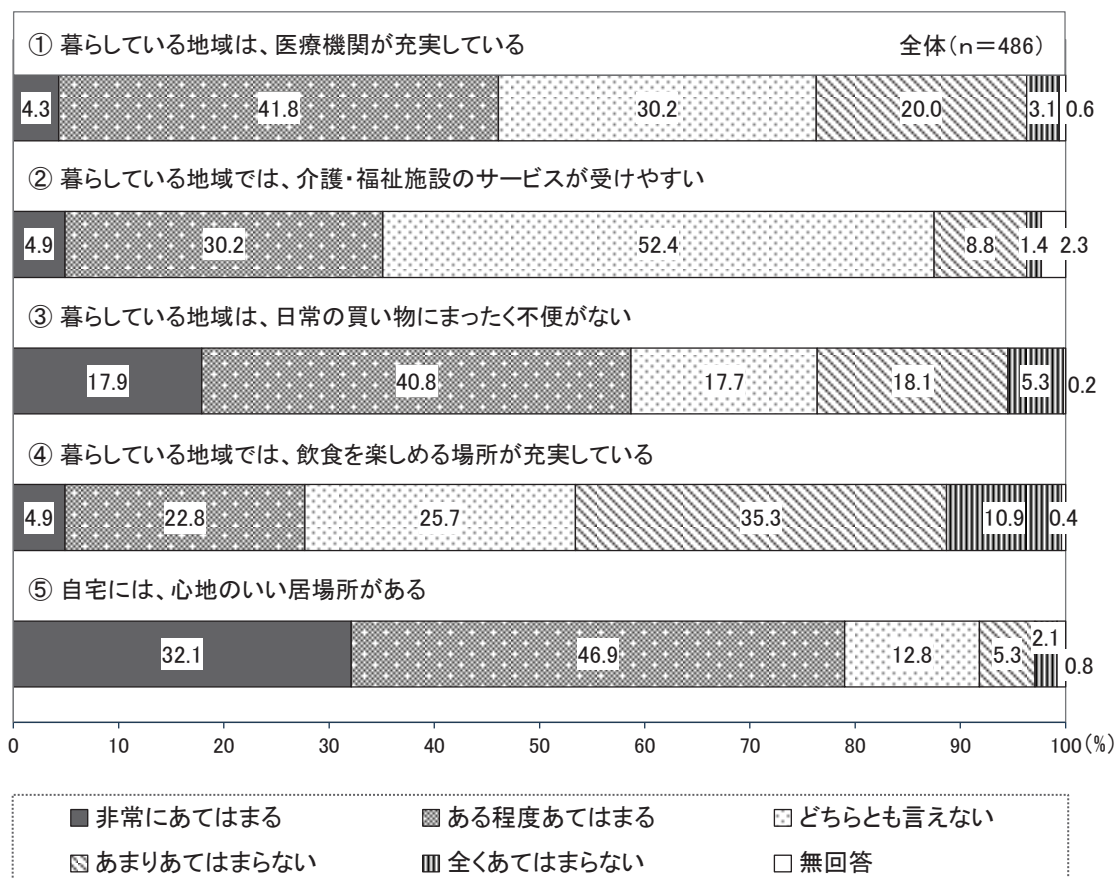 ① 暮らしている地域は、医療機関が充実している 全体(n=486)
4.3 41.8 30.2 20.0 3.1 0.6
② 暮らしている地域では、介護・福祉施設のサービスが受けやすい
4.9 30.2 52.4 8.8 1.4 2.3
③ 暮らしている地域は、日常の買い物にまったく不便がない
17.9 40.8 17.7 18.1 5.3 0.2
④ 暮らしている地域では、飲食を楽しめる場所が充実している
4.9 22.8 25.7 35.3 10.9 0.4
⑤ 自宅には、心地のいい居場所がある
32.1 46.9 12.8 5.3 2.1 0.8
0 10 20 30 40 50 60 70 80 90 100(%)
非常にあてはまる ある程度あてはまる どちらとも言えない
あまりあてはまらない 全くあてはまらない 無回答